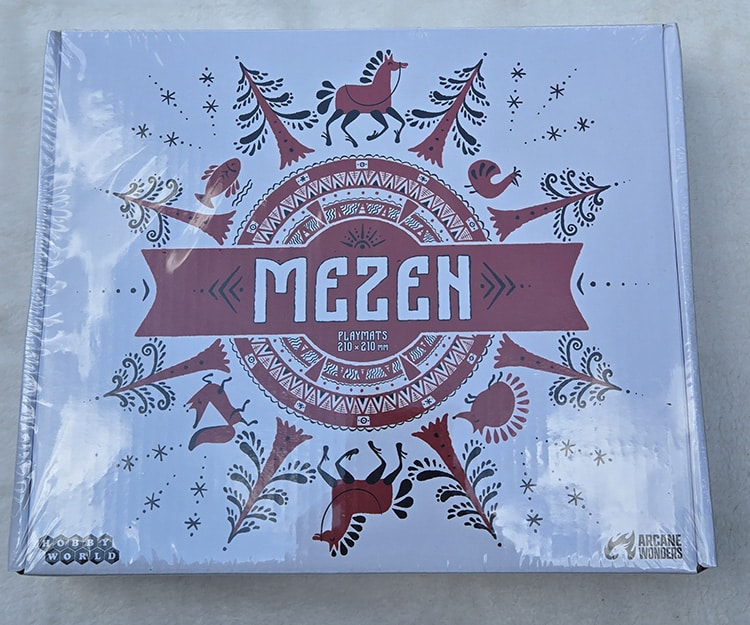 MEZEN
PLAYMATS
210 × 210 MM
HOBBY
WORLD
ARCANE
WONDERS